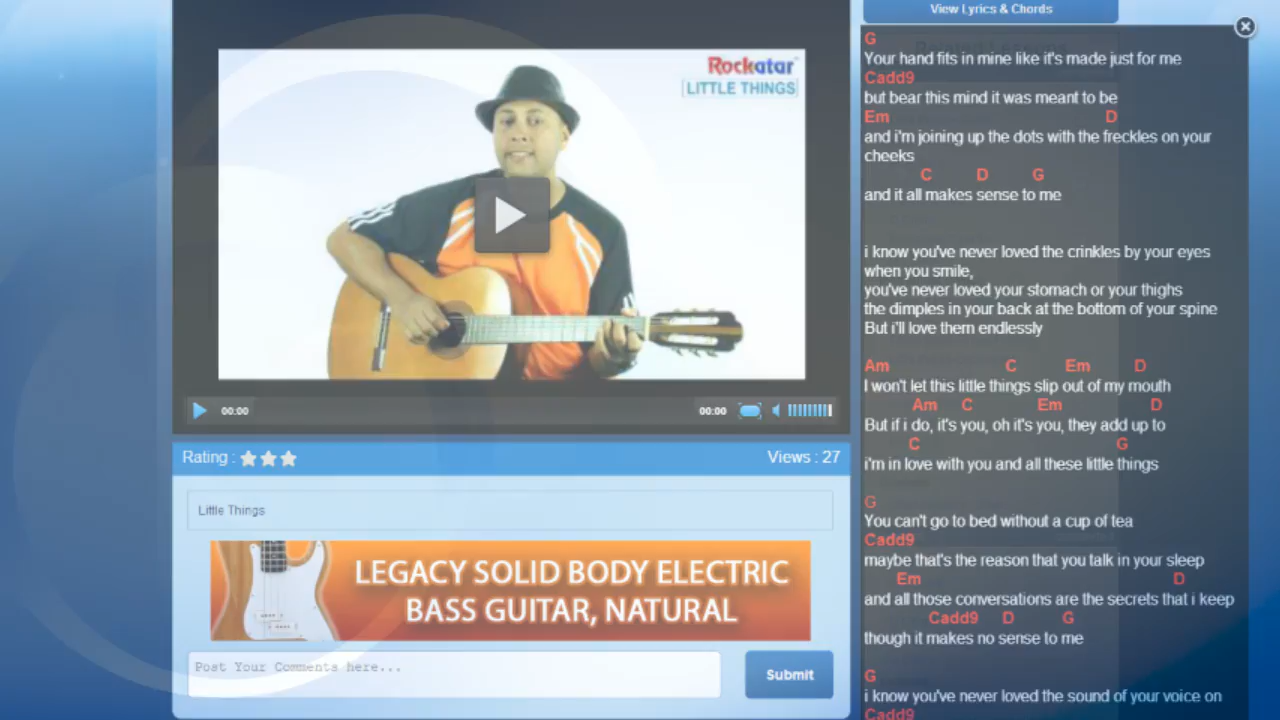 View Lyrics & Chords
Rockatar
LITTLE THINGS
00:00
00:00
Rating :
Views : 27
Little Things
LEGACY SOLID BODY ELECTRIC
BASS GUITAR, NATURAL
Post Your Comments here...
Submit
G
Your hand fits in mine like it's made just for me
Cadd9
but bear this mind it was meant to be
Em D
and i'm joining up the dots with the freckles on your
cheeks
C D G
and it all makes sense to me
i know you've never loved the crinkles by your eyes
when you smile,
you've never loved your stomach or your thighs
the dimples in your back at the bottom of your spine
But i'll love them endlessly
Am C Em D
I won't let this little things slip out of my mouth
Am C Em D
But if i do, it's you, oh it's you, they add up to
C G
i'm in love with you and all these little things
G
You can't go to bed without a cup of tea
Cadd9
maybe that's the reason that you talk in your sleep
Em D
and all those conversations are the secrets that i keep
Cadd9 D G
though it makes no sense to me
G
i know you've never loved the sound of your voice on
Cadd9